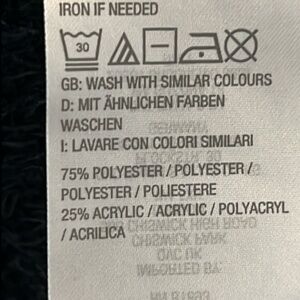 IRON IF NEEDED
30
GB: WASH WITH SIMILAR COLOURS
D: MIT ÄHNLICHEN FARBEN
WASCHEN
I: LAVARE CON COLORI SIMILARI
75% POLYESTER / POLYESTER /
POLYESTER / POLIESTERE
25% ACRYLIC / ACRYLIC / POLYACRYL
/ ACRILICA